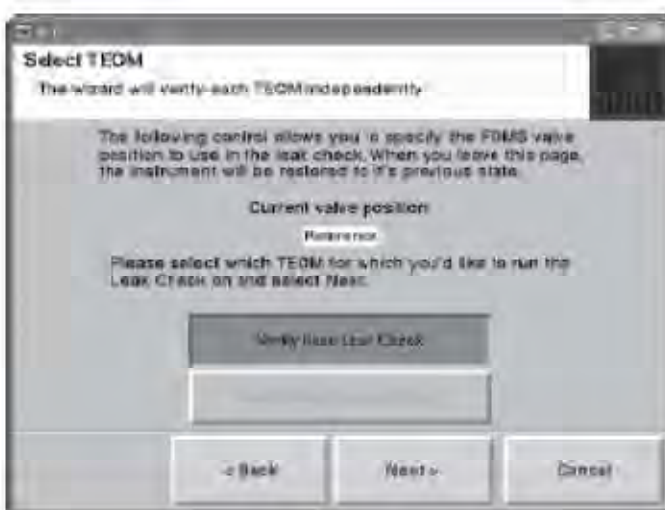 Select TEOM
The wizard will verify each TEOM independently
The following control allows you to specify the FDMS valve
position to use in the leak check. When you leave this page,
the instrument will be restored to it's previous state.
Current valve position
Reference
Please select which TEOM for which you'd like to run the
Leak Check on and select Next.
Verify Base Leak Check
< Back
Next >
Cancel